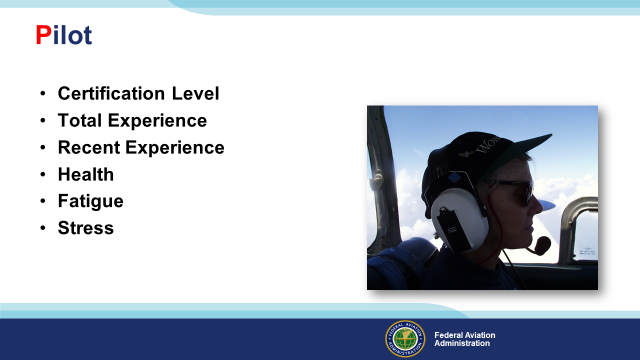 Pilot
• Certification Level
• Total Experience
• Recent Experience
• Health
• Fatigue
• Stress
Federal Aviation
Administration